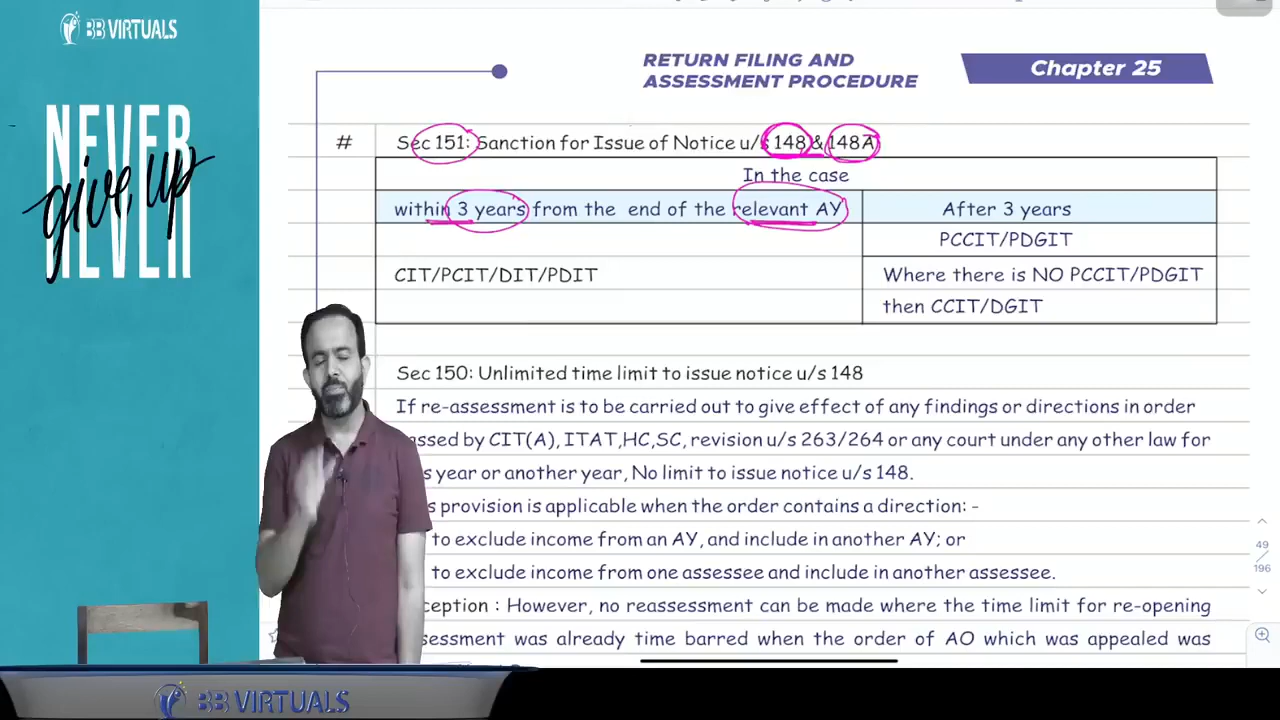 BB VIRTUALS
NEVER
give up
NEVER
RETURN FILING AND
ASSESSMENT PROCEDURE
Chapter 25
# Sec 151: Sanction for Issue of Notice u/s 148 & 148A
In the case
within 3 years from the end of the relevant AY
After 3 years
CIT/PCIT/DIT/PDIT
PCCIT/PDGIT
Where there is NO PCCIT/PDGIT
then CCIT/DGIT
Sec 150: Unlimited time limit to issue notice u/s 148
If re-assessment is to be carried out to give effect of any findings or directions in order
assed by CIT(A), ITAT,HC,SC, revision u/s 263/264 or any court under any other law for
s year or another year, No limit to issue notice u/s 148.
s provision is applicable when the order contains a direction: -
to exclude income from an AY, and include in another AY; or
to exclude income from one assessee and include in another assessee.
ception : However, no reassessment can be made where the time limit for re-opening
sessment was already time barred when the order of AO which was appealed was
49
196
BB VIRTUALS